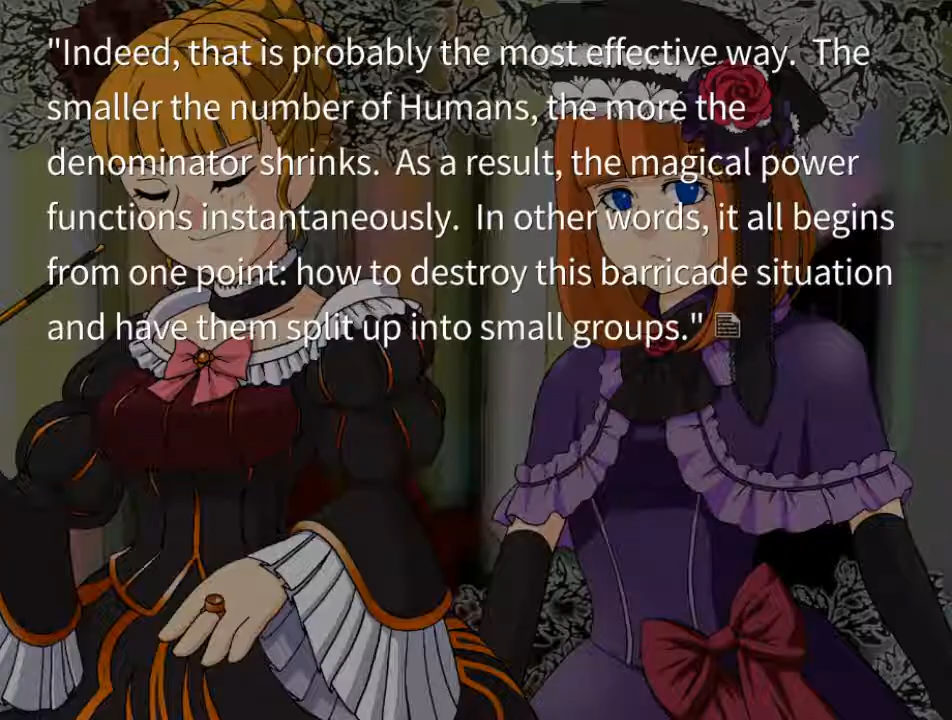 "Indeed, that is probably the most effective way.  The
smaller the number of Humans, the more the
denominator shrinks.  As a result, the magical power
functions instantaneously.  In other words, it all begins
from one point: how to destroy this barricade situation
and have them split up into small groups."